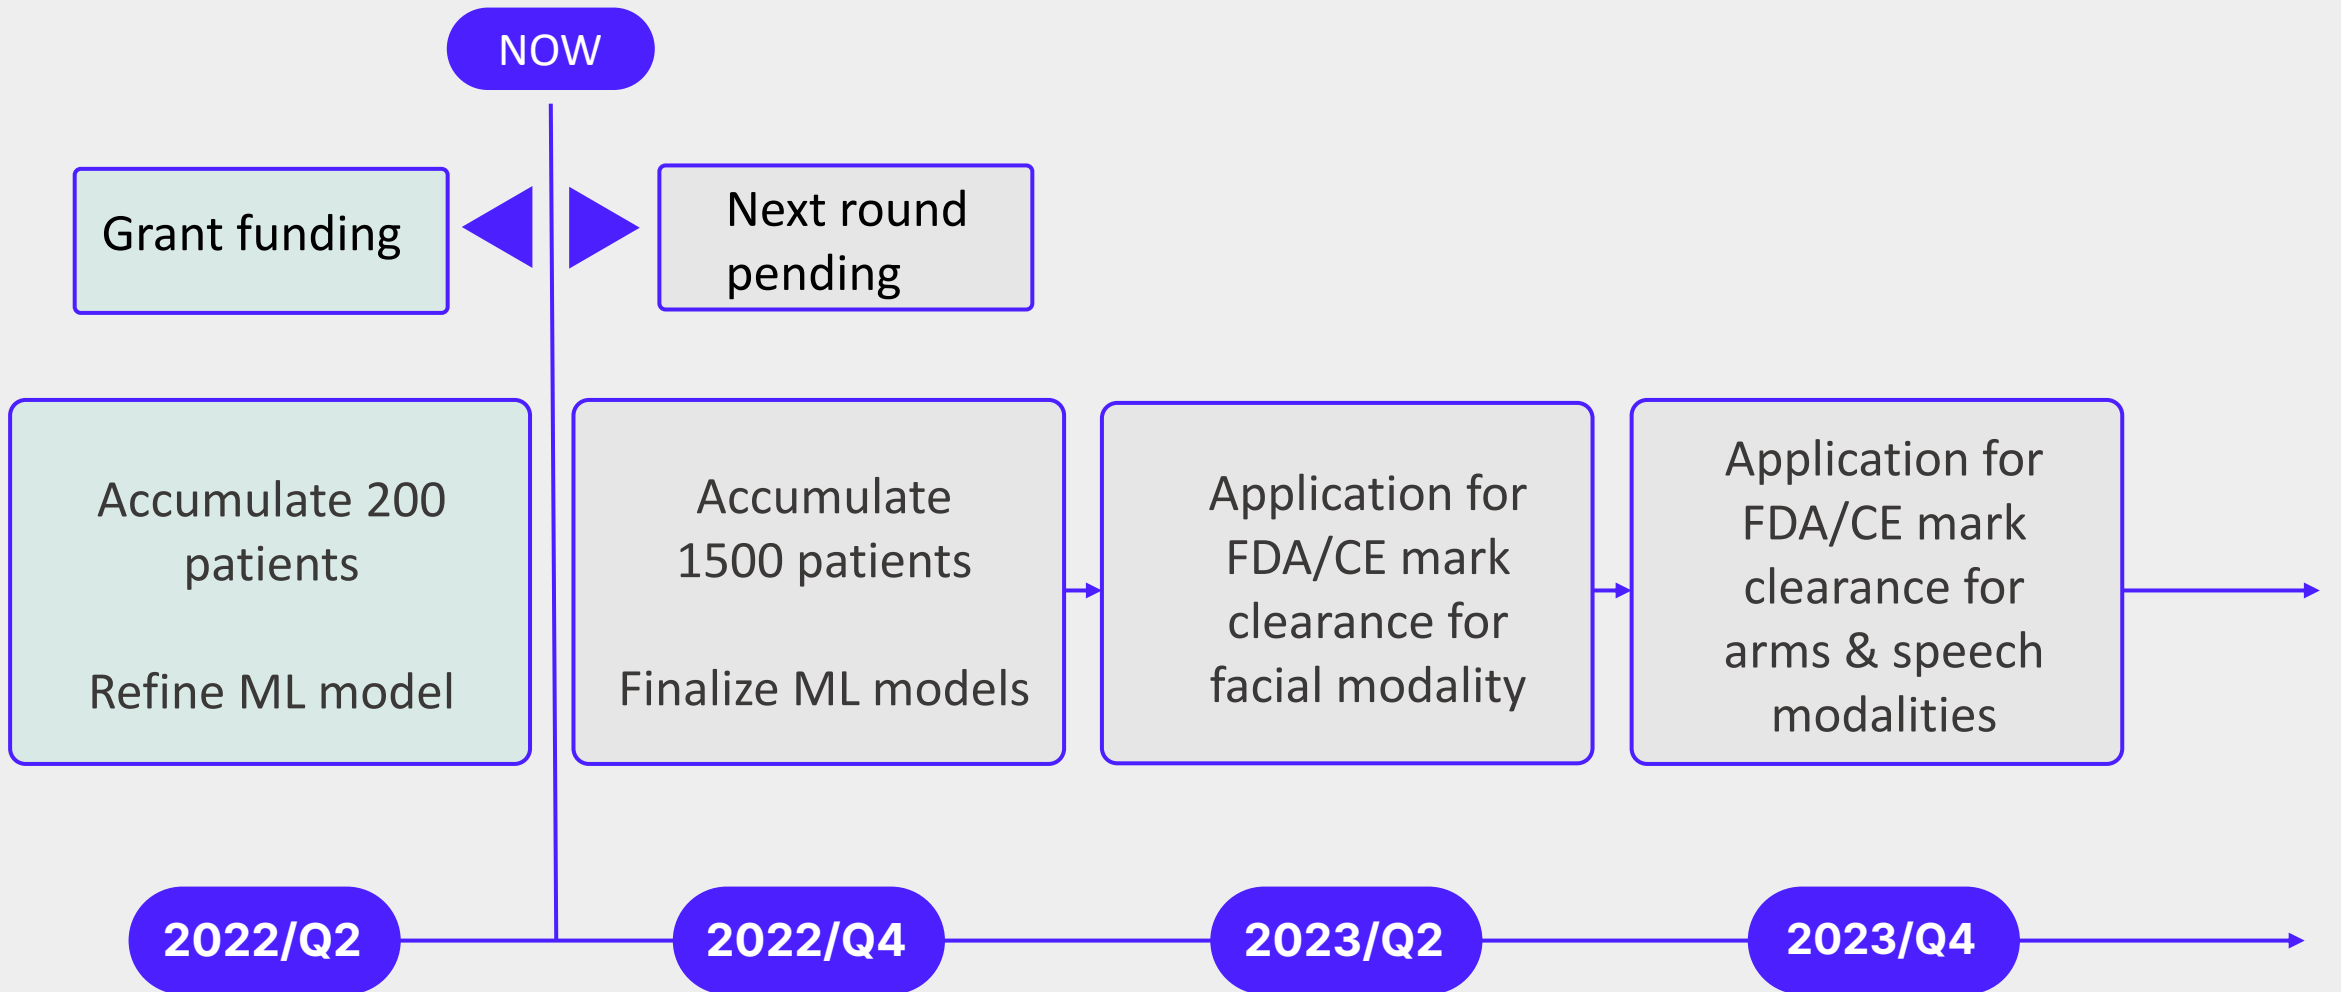 NOW
Grant funding
Next round
pending
Accumulate 200
patients
Refine ML model
Accumulate
1500 patients
Finalize ML models
Application for
FDA/CE mark
clearance for
facial modality
Application for
FDA/CE mark
clearance for
arms & speech
modalities
2022/Q2
2022/Q4
2023/Q2
2023/Q4